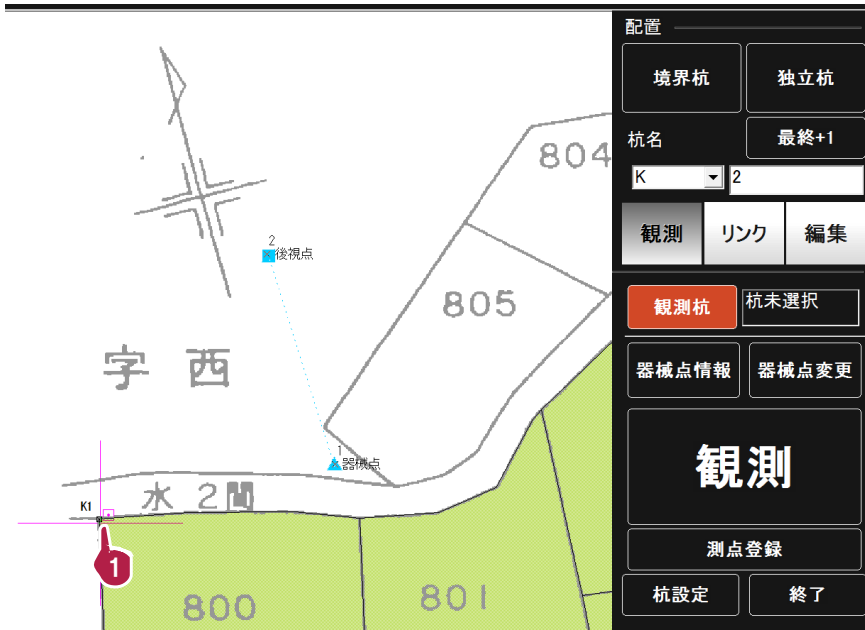 配置
境界杭
独立杭
杭名
最終+1
K
2
観測
リンク
編集
観測杭
杭未選択
器械点情報
器械点変更
観測
測点登録
杭設定
終了
804
2
後視点
805
字 西
1
器械点
水 2間
K1
1
800
801